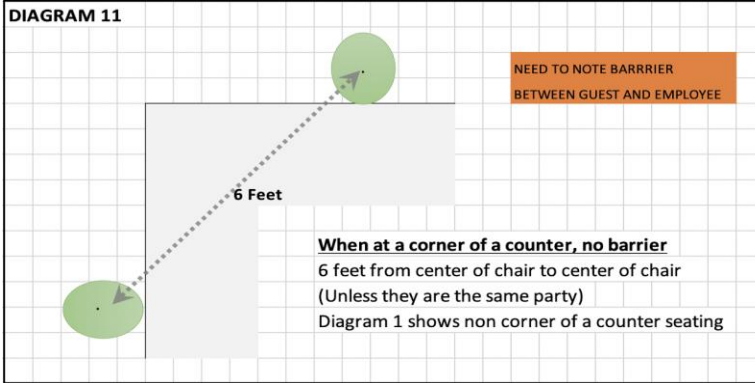 DIAGRAM 11
NEED TO NOTE BARRRIER
BETWEEN GUEST AND EMPLOYEE
6 Feet
When at a corner of a counter, no barrier
6 feet from center of chair to center of chair
(Unless they are the same party)
Diagram 1 shows non corner of a counter seating